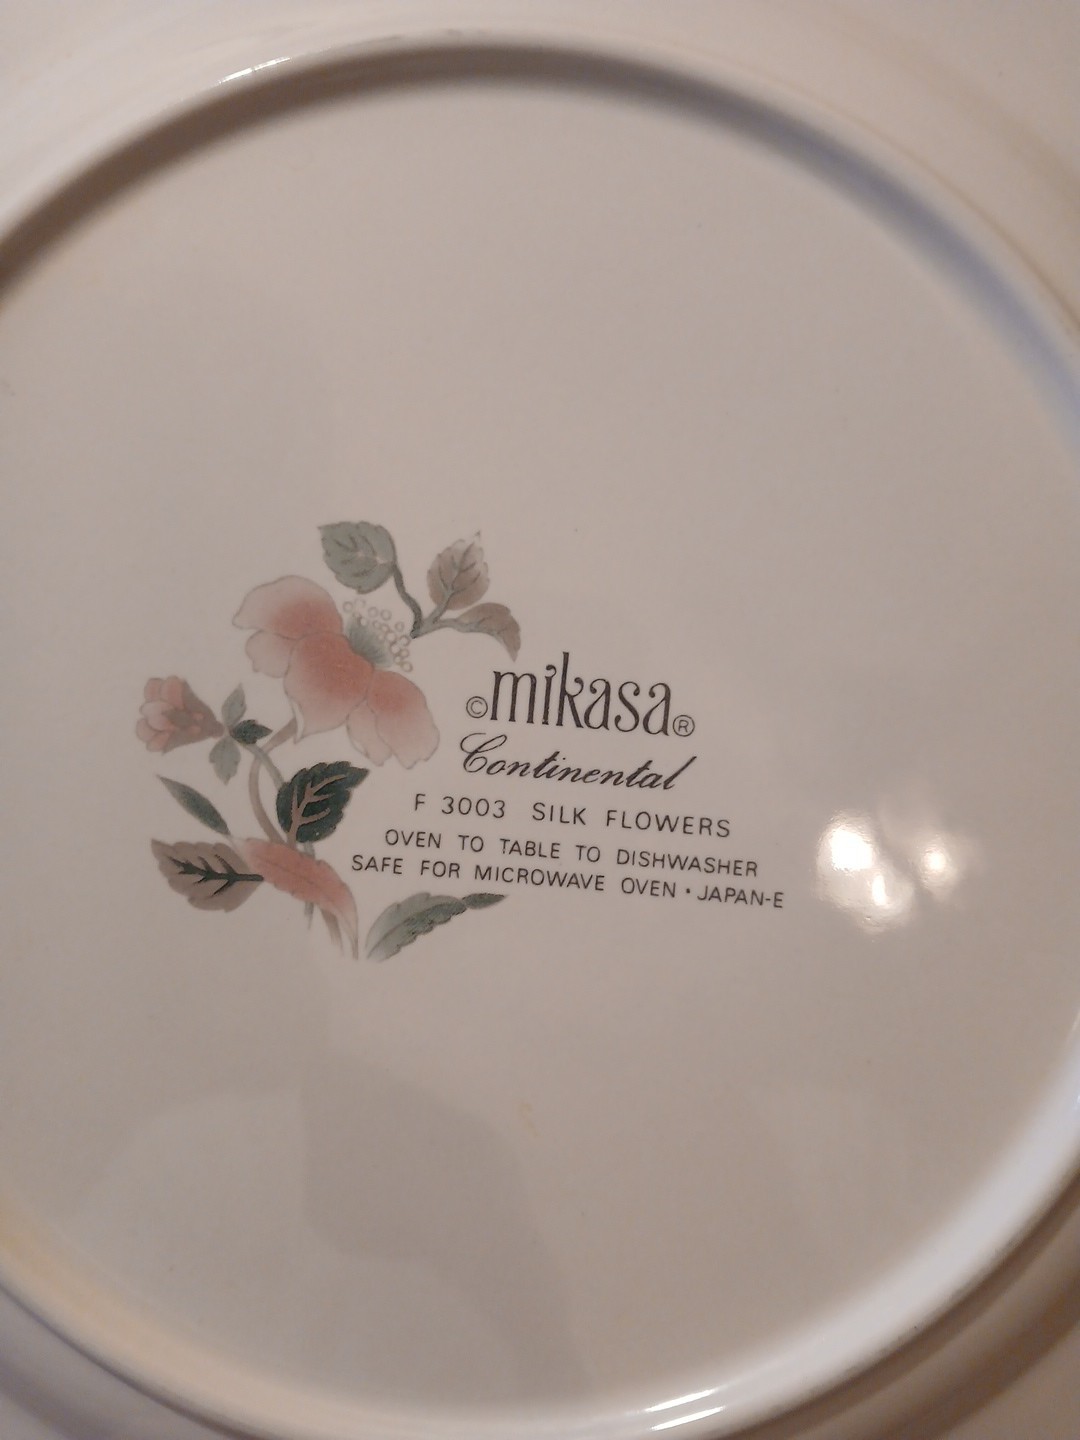 ©mikasa®
Continental
F 3003 SILK FLOWERS
OVEN TO TABLE TO DISHWASHER
SAFE FOR MICROWAVE OVEN • JAPAN-E